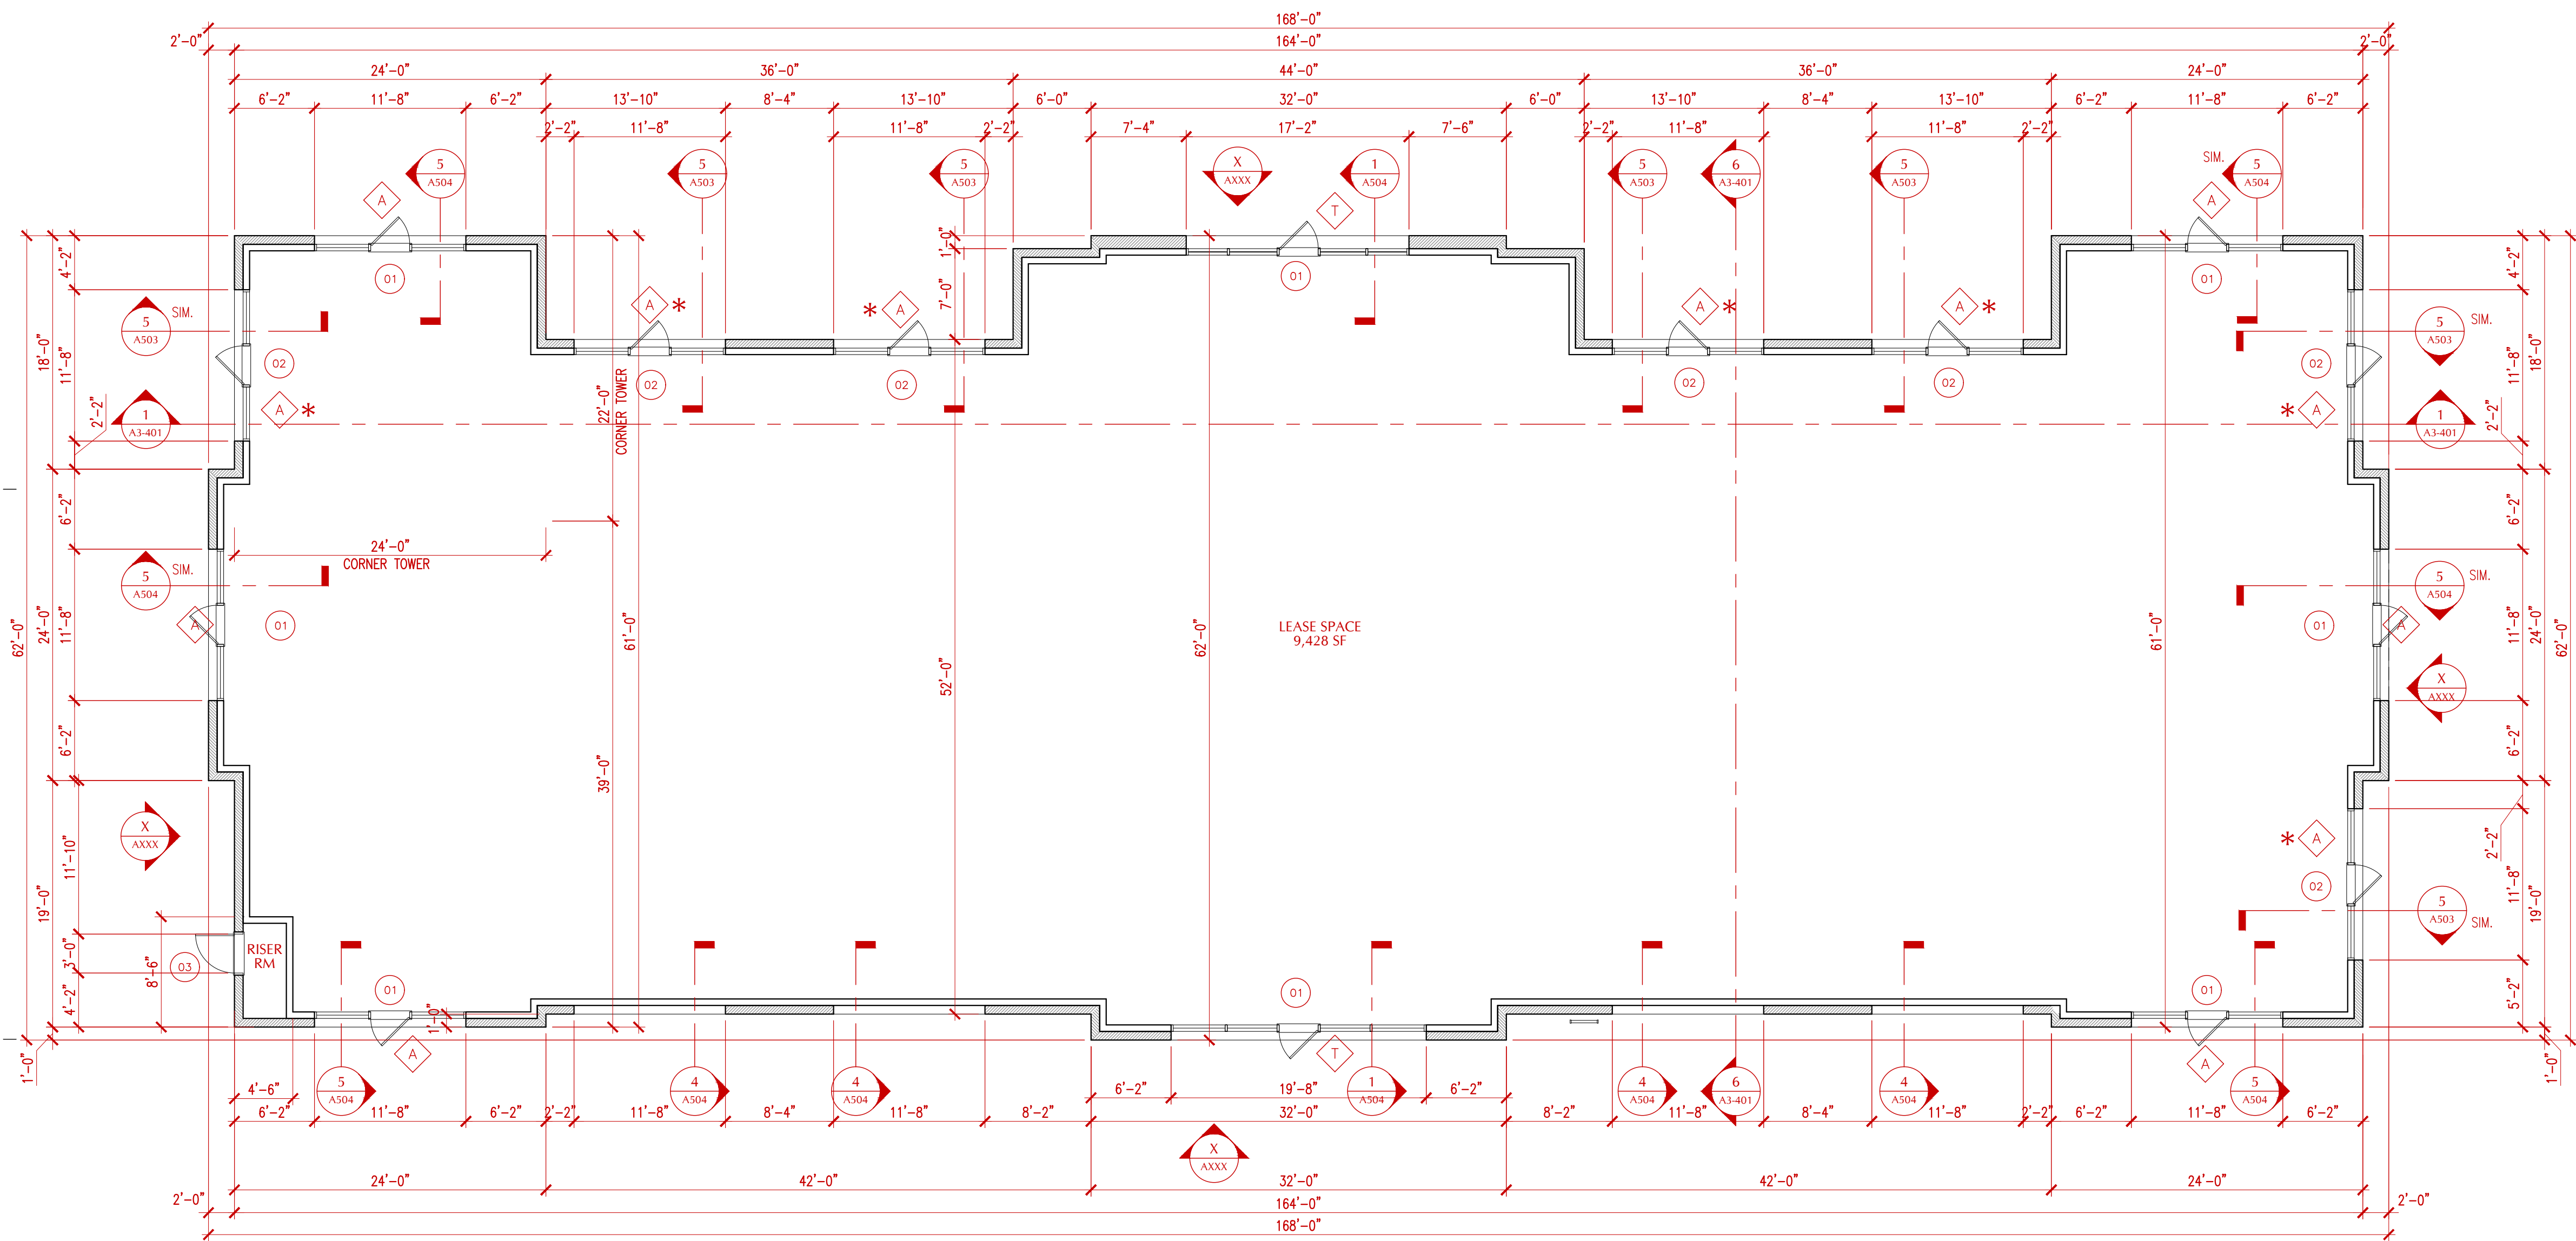 168'-0"
2'-0" 164'-0" 2'-0"
24'-0" 36'-0" 44'-0" 36'-0" 24'-0"
6'-2" 11'-8" 6'-2" 13'-10" 8'-4" 13'-10" 6'-0" 32'-0" 6'-0" 13'-10" 8'-4" 13'-10" 6'-2" 11'-8" 6'-2"
2'-2" 11'-8" 11'-8" 2'-2" 7'-4" 17'-2" 7'-6" 2'-2" 11'-8" 11'-8" 2'-2"
5 A504
5 A503
5 A503
X AXXX
1 A504
5 A503
6 A3-401
5 A503
SIM. 5 A504
A T A
01 01 01
1'-0"
7'-0"
A * * A A * A *
02 02 02 02
4'-2"
11'-8"
18'-0"
2'-2"
5 A503 SIM.
02
A *
1 A3-401
6'-2"
11'-8"
24'-0"
62'-0"
6'-2"
5 A504 SIM.
A 01
X AXXX
11'-10"
19'-0"
3'-0"
4'-2"
1'-0"
8'-6"
03
RISER
RM
22'-0"
CORNER TOWER
24'-0"
CORNER TOWER
39'-0"
61'-0"
52'-0"
62'-0"
LEASE SPACE
9,428 SF
61'-0"
4'-2"
11'-8"
18'-0"
2'-2"
5 A503 SIM.
02
* A
1 A3-401
6'-2"
11'-8"
24'-0"
62'-0"
6'-2"
5 A504 SIM.
01 A
X AXXX
* A
02
2'-2"
11'-8"
19'-0"
5'-2"
1'-0"
5 A503 SIM.
01 01 01
1'-0"
A T A
5 A504
4 A504
4 A504
1 A504
4 A504
6 A3-401
4 A504
5 A504
4'-6" 6'-2" 19'-8" 6'-2"
6'-2" 11'-8" 6'-2" 2'-2" 11'-8" 8'-4" 11'-8" 8'-2" 32'-0" 8'-2" 11'-8" 8'-4" 11'-8" 2'-2" 6'-2" 11'-8" 6'-2"
X AXXX
24'-0" 42'-0" 32'-0" 42'-0" 24'-0"
2'-0" 164'-0" 2'-0"
168'-0"